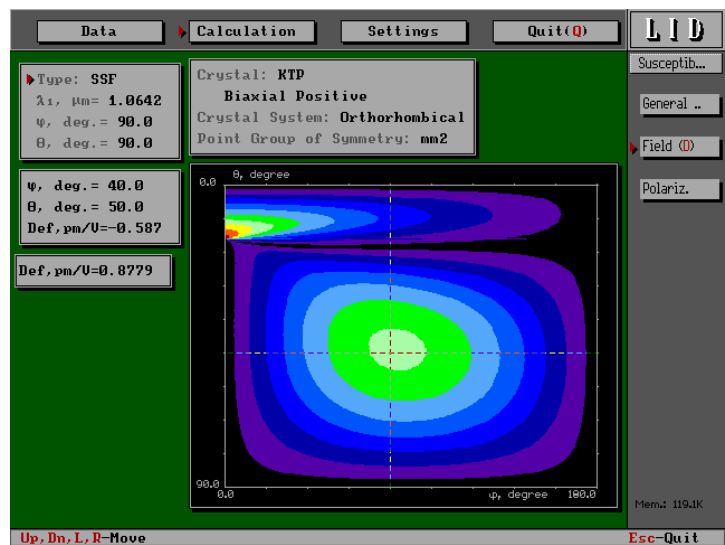 Data Calculation Settings Quit(Q) LID
Susceptib...
General ..
Field (D)
Polariz.
Type: SSF
λ1, μm= 1.0642
φ, deg.= 90.0
θ, deg.= 90.0
Crystal: KTP
Biaxial Positive
Crystal System: Orthorhombical
Point Group of Symmetry: mm2
φ, deg.= 40.0
θ, deg.= 50.0
Def,pm/V=-0.587
Def,pm/V=0.8779
θ, degree
0.0
90.0
0.0
φ, degree
180.0
Mem.: 119.1K
Up,Dn,L,R-Move
Esc-Quit